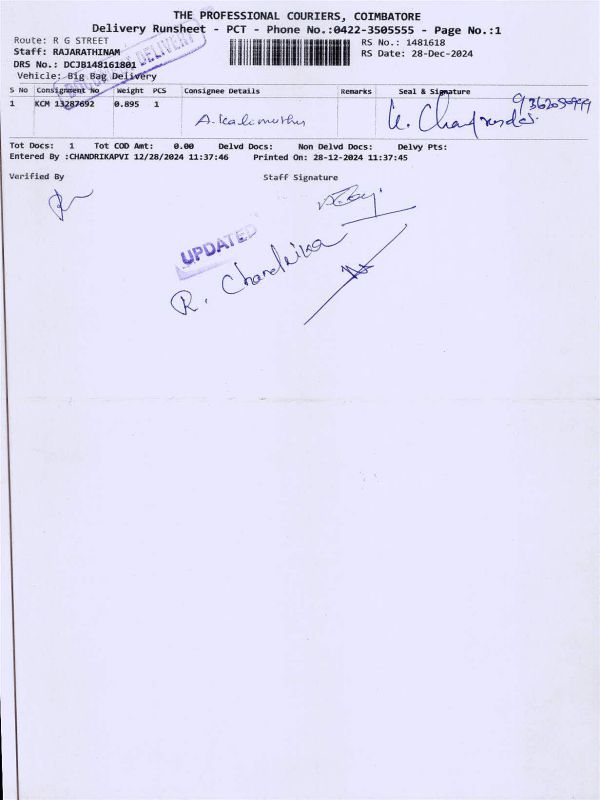 THE PROFESSIONAL COURIERS, COIMBATORE
Delivery Runsheet - PCT - Phone No.:0422-3505555 - Page No.:1
Route: R G STREET RS No.: 1481618
Staff: RAJARATHINAM RS Date: 28-Dec-2024
DRS No.: DCJB148161801
Vehicle: Big Bag Delivery
DELIVERY
S No Consignment No Weight PCS Consignee Details Remarks Seal & Signature
1 KCM 13287692 0.895 1 A. Kalimuthu
Tot Docs: 1 Tot COD Amt: 0.00 Delvd Docs: Non Delvd Docs: Delvy Pts:
Entered By :CHANDRIKAPVI 12/28/2024 11:37:46 Printed On: 28-12-2024 11:37:45
Verified By Staff Signature
UPDATED
R. Chandrika